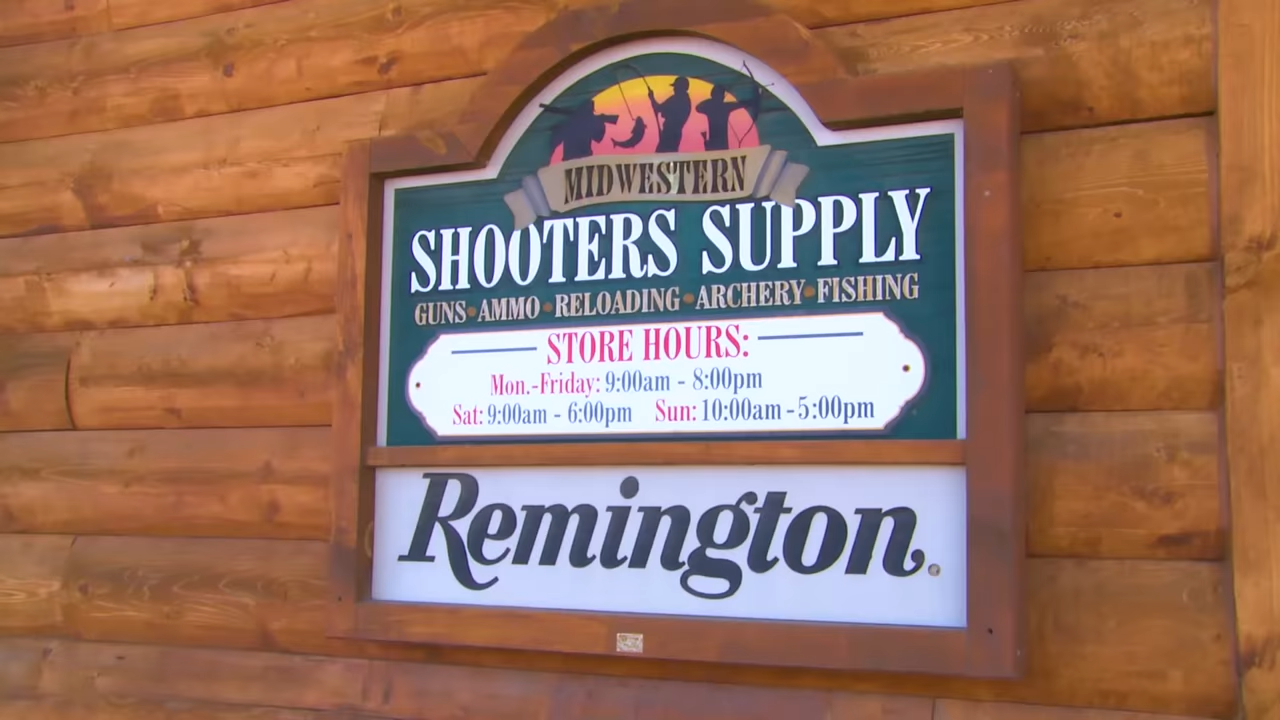 MIDWESTERN
SHOOTERS SUPPLY
GUNS • AMMO • RELOADING • ARCHERY • FISHING
STORE HOURS:
Mon.-Friday: 9:00am - 8:00pm
Sat: 9:00am - 6:00pm Sun: 10:00am - 5:00pm
Remington.